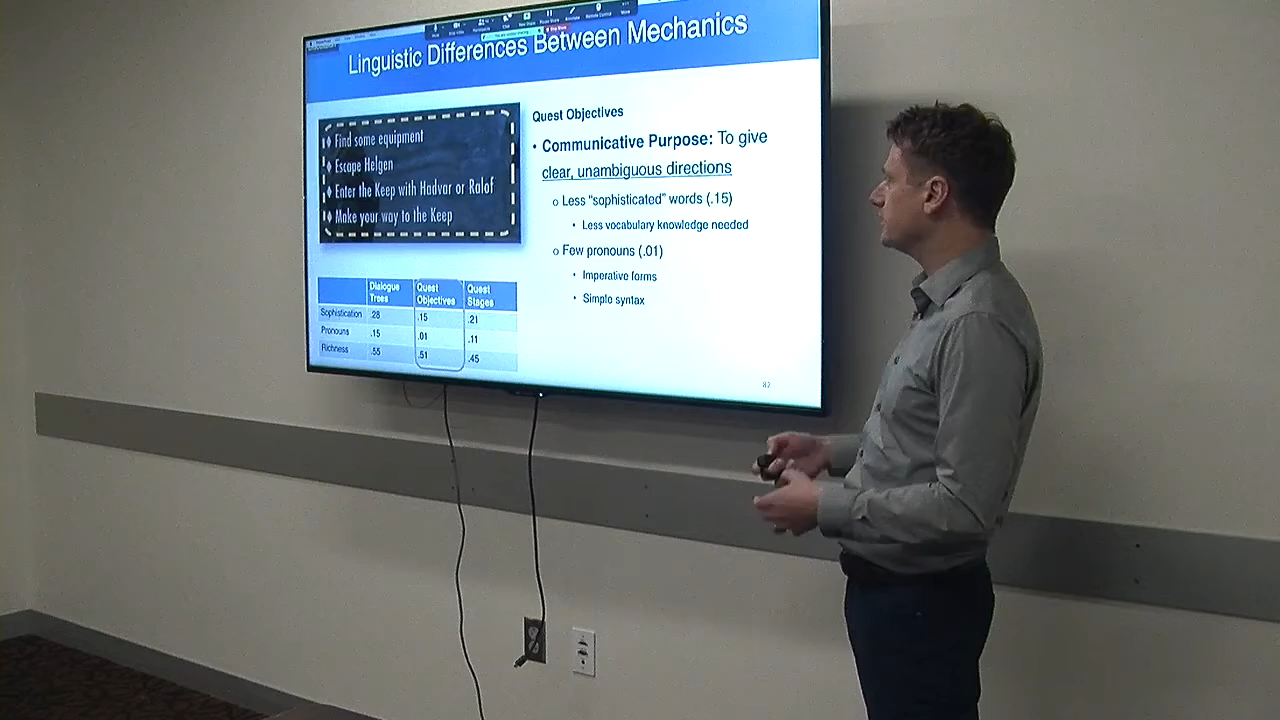 Linguistic Differences Between Mechanics
Find some equipment
Escape Helgen
Enter the Keep with Hadvar or Ralof
Make your way to the Keep
Dialogue Trees Quest Objectives Quest Stages
Sophistication .28 .15 .21
Pronouns .15 .01 .11
Richness .55 .51 .45
Quest Objectives
• Communicative Purpose: To give
clear, unambiguous directions
o Less “sophisticated” words (.15)
• Less vocabulary knowledge needed
o Few pronouns (.01)
• Imperative forms
• Simple syntax
82